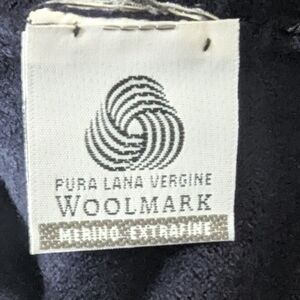 PURA LANA VERGINE
WOOLMARK
MERINO EXTRAFINE